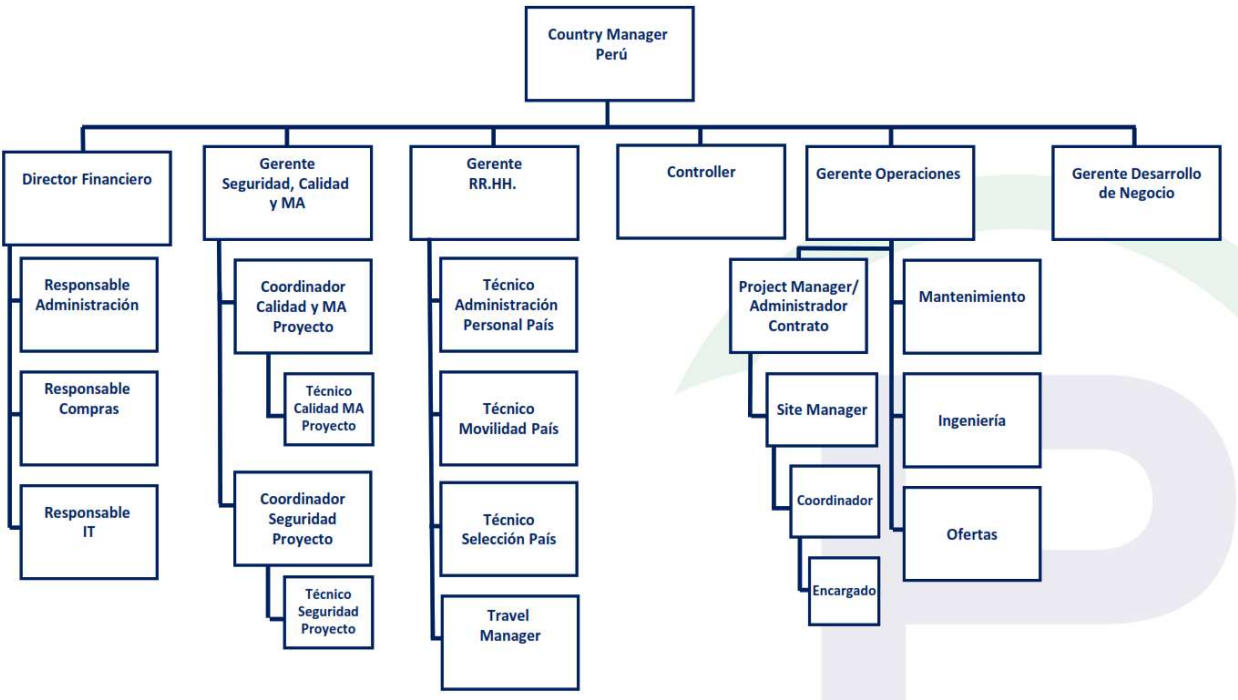 Country Manager
Perú
Director Financiero
Responsable
Administración
Responsable
Compras
Responsable
IT
Gerente
Seguridad, Calidad
y MA
Coordinador
Calidad y MA
Proyecto
Técnico
Calidad MA
Proyecto
Coordinador
Seguridad
Proyecto
Técnico
Seguridad
Proyecto
Gerente
RR.HH.
Técnico
Administración
Personal País
Técnico
Movilidad País
Técnico
Selección País
Travel
Manager
Controller
Gerente Operaciones
Project Manager/
Administrador
Contrato
Site Manager
Coordinador
Encargado
Mantenimiento
Ingeniería
Ofertas
Gerente Desarrollo
de Negocio